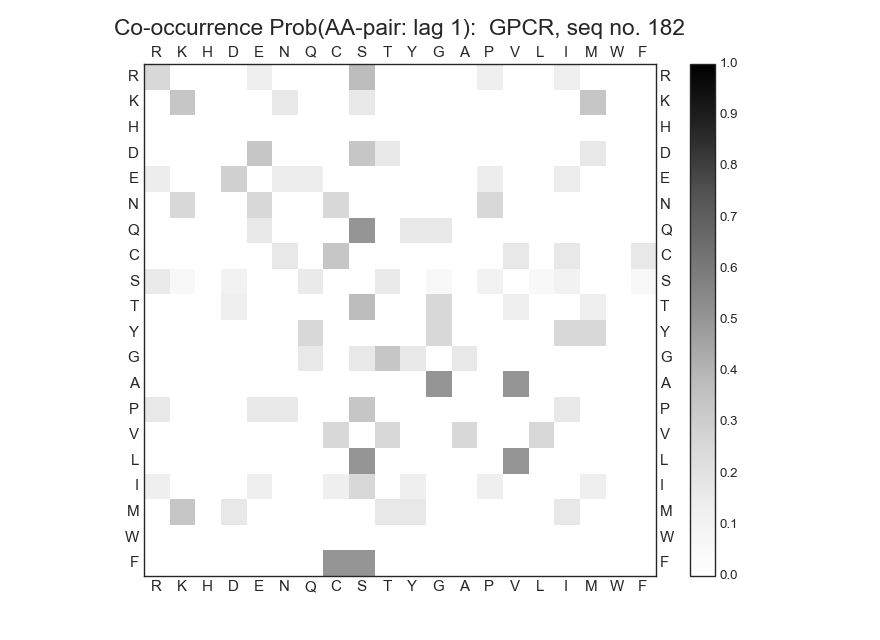 Co-occurrence Prob(AA-pair: lag 1):  GPCR, seq no. 182
R K H D E N Q C S T Y G A P V L I M W F
R R 1.0
K K 0.9
H H
D D 0.8
E E
N N 0.7
Q Q
C C 0.6
S S
T T 0.5
Y Y
G G 0.4
A A
P P 0.3
V V
L L 0.2
I I
M M 0.1
W W
F F 0.0
R K H D E N Q C S T Y G A P V L I M W F